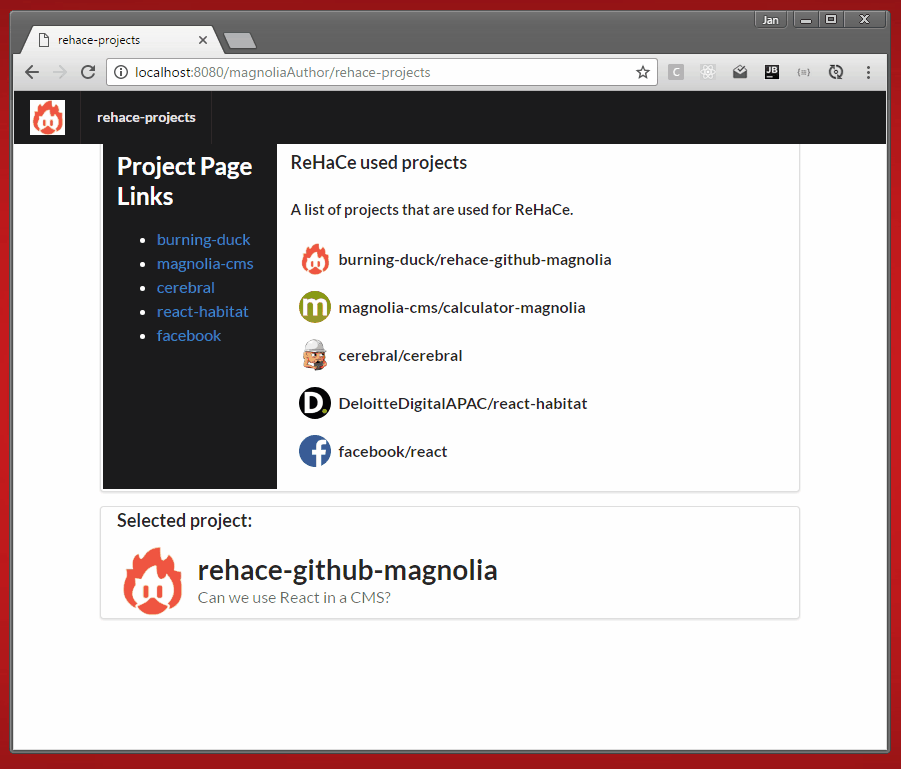 Jan
rehace-projects
localhost:8080/magnoliaAuthor/rehace-projects
C
JB
{≡}
rehace-projects
Project Page
Links
burning-duck
magnolia-cms
cerebral
react-habitat
facebook
ReHaCe used projects
A list of projects that are used for ReHaCe.
burning-duck/rehace-github-magnolia
m
magnolia-cms/calculator-magnolia
cerebral/cerebral
D.
DeloitteDigitalAPAC/react-habitat
f
facebook/react
Selected project:
rehace-github-magnolia
Can we use React in a CMS?